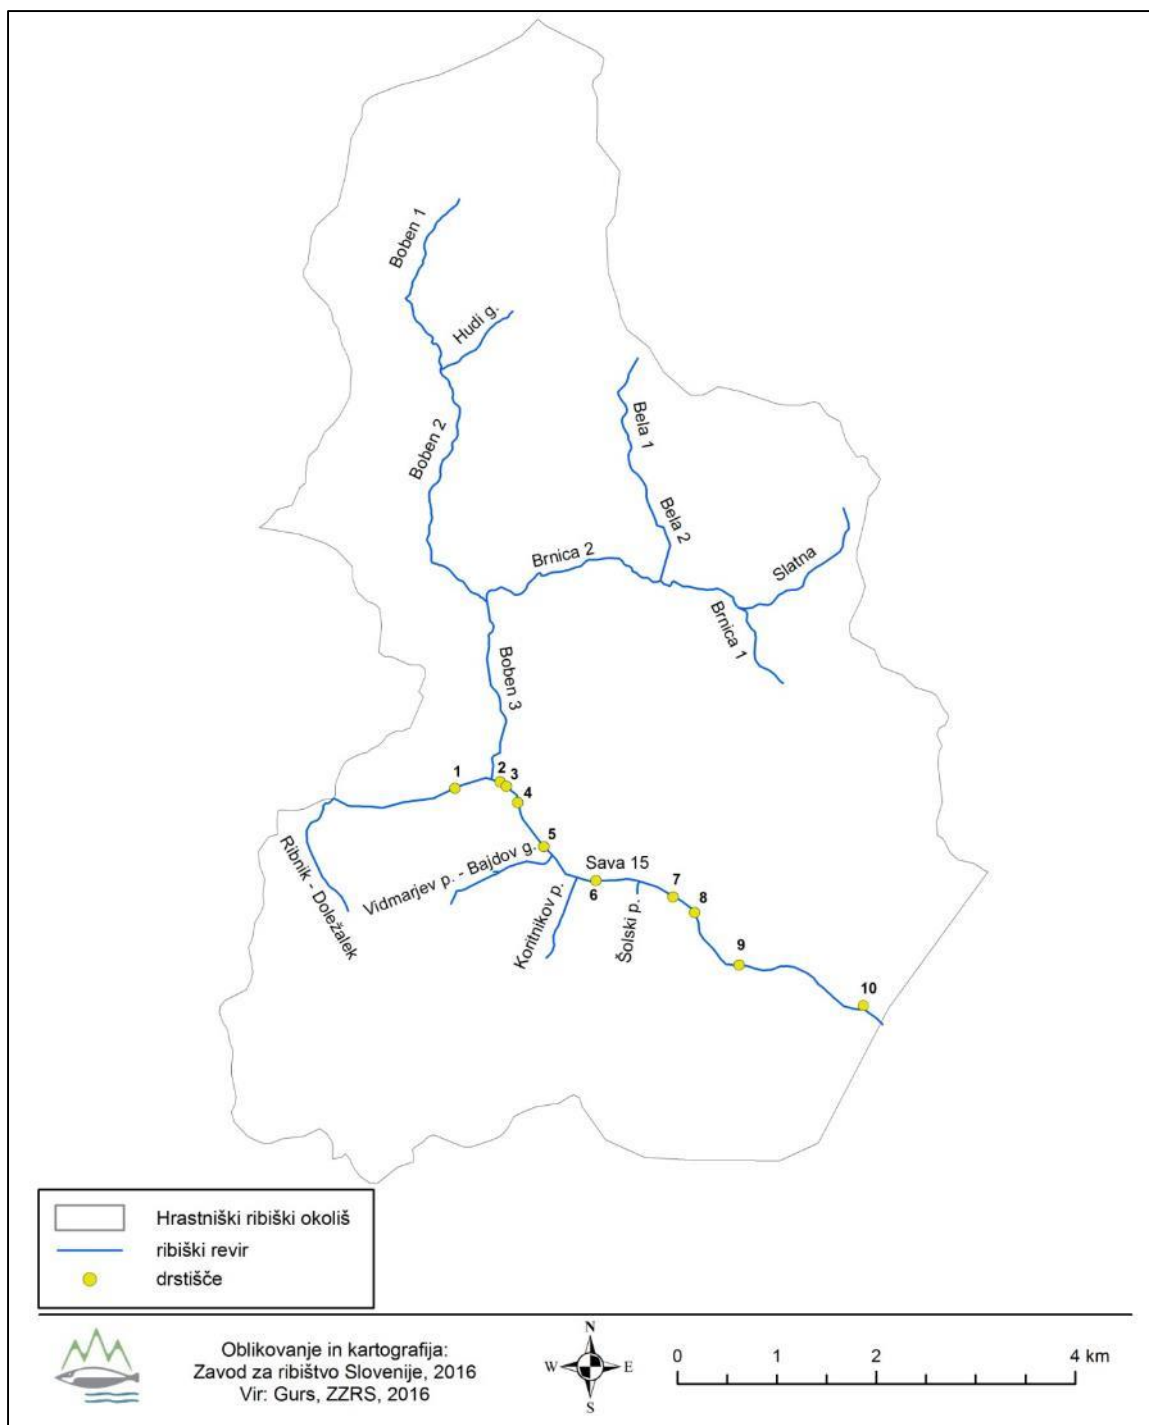 Boben 1
Hudi g.
Boben 2
Bela 1
Bela 2
Brnica 2
Slatna
Brnica 1
Boben 3
1
2
3
4
5
Ribnik - Doležalek
Vidmarjev p. - Bajdov g.
Sava 15
6
Koritnikov p.
Šolski p.
7
8
9
10
Hrastniški ribiški okoliš
ribiški revir
drstišče
Oblikovanje in kartografija:
Zavod za ribištvo Slovenije, 2016
Vir: Gurs, ZZRS, 2016
N
W E
S
0 1 2 4 km